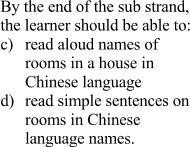 By the end of the sub strand,
the learner should be able to:
c) read aloud names of
rooms in a house in
Chinese language
d) read simple sentences on
rooms in Chinese
language names.